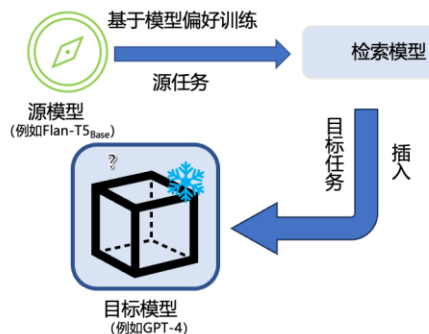 基于模型偏好训练
源任务
检索模型
源模型
(例如Flan-T5Base)
目标任务
插入
?
目标模型
(例如GPT-4)